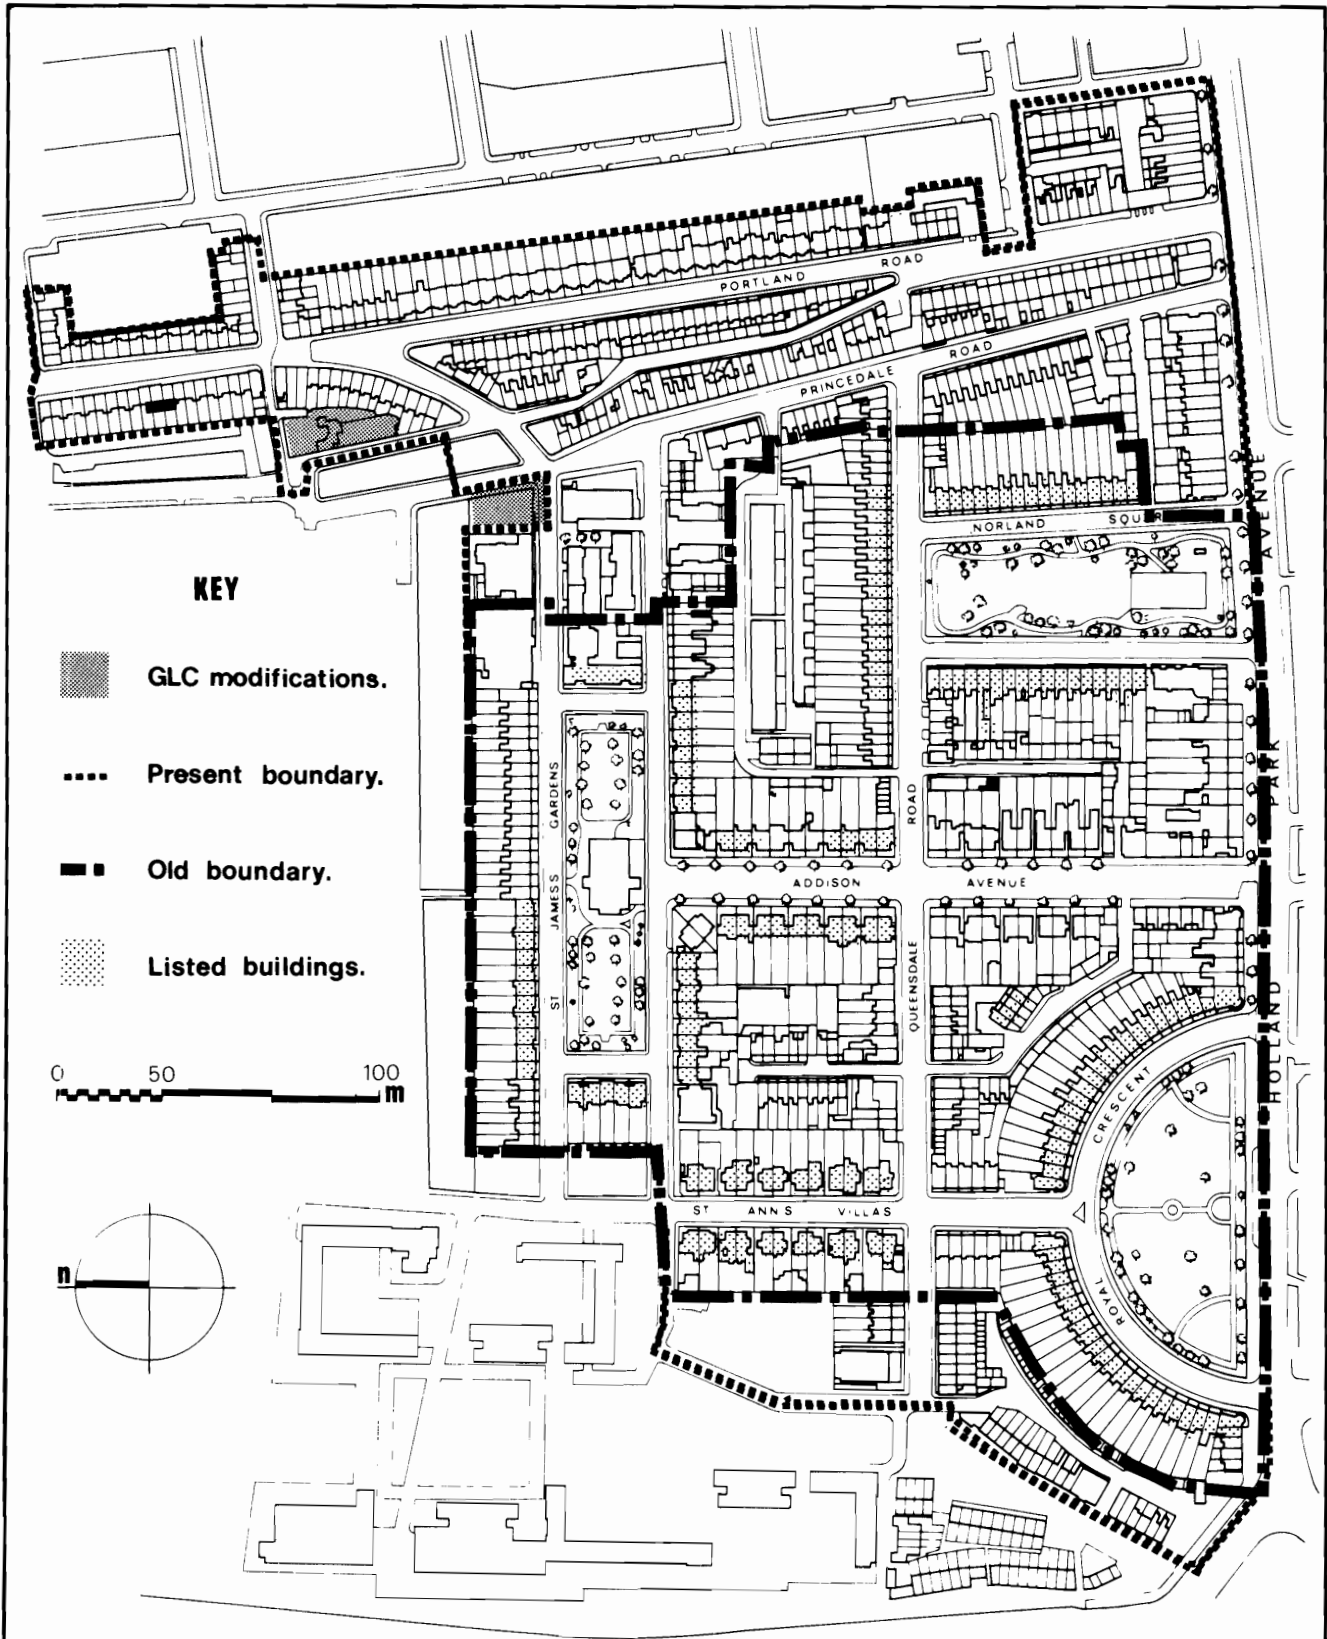 PORTLAND ROAD
PRINCEDALE ROAD
NORLAND SQUARE
KEY
GLC modifications.
Present boundary.
Old boundary.
Listed buildings.
0 50 100 m
n
ST JAMESS GARDENS
ADDISON AVENUE
QUEENSDALE ROAD
ST ANNS VILLAS
ROYAL CRESCENT
HOLLAND PARK AVENUE